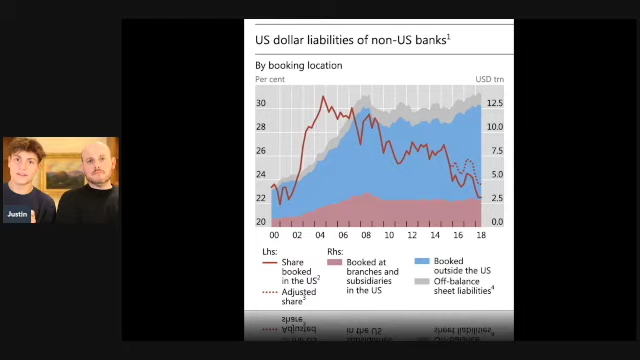 US dollar liabilities of non-US banks1
By booking location
Per cent USD trn
30 12.5
28 10.0
26 7.5
24 5.0
22 2.5
20 0.0
00 02 04 06 08 10 12 14 16 18
Lhs:
Share
booked
in the US2
Adjusted
share3
Rhs:
Booked at
branches and
subsidiaries
in the US
Booked
outside the US
Off-balance
sheet liabilities4
Justin